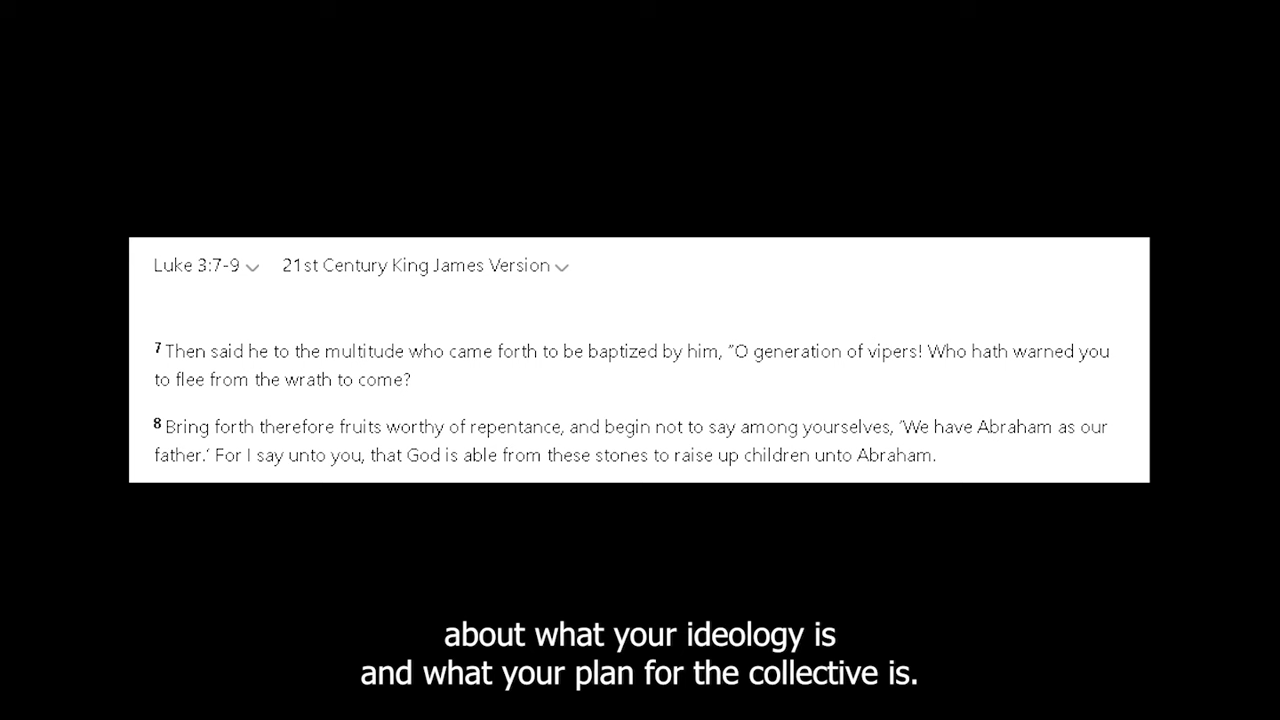 Luke 3:7-9 21st Century King James Version
7 Then said he to the multitude who came forth to be baptized by him, "O generation of vipers! Who hath warned you
to flee from the wrath to come?
8 Bring forth therefore fruits worthy of repentance, and begin not to say among yourselves, 'We have Abraham as our
father.' For I say unto you, that God is able from these stones to raise up children unto Abraham.
about what your ideology is
and what your plan for the collective is.